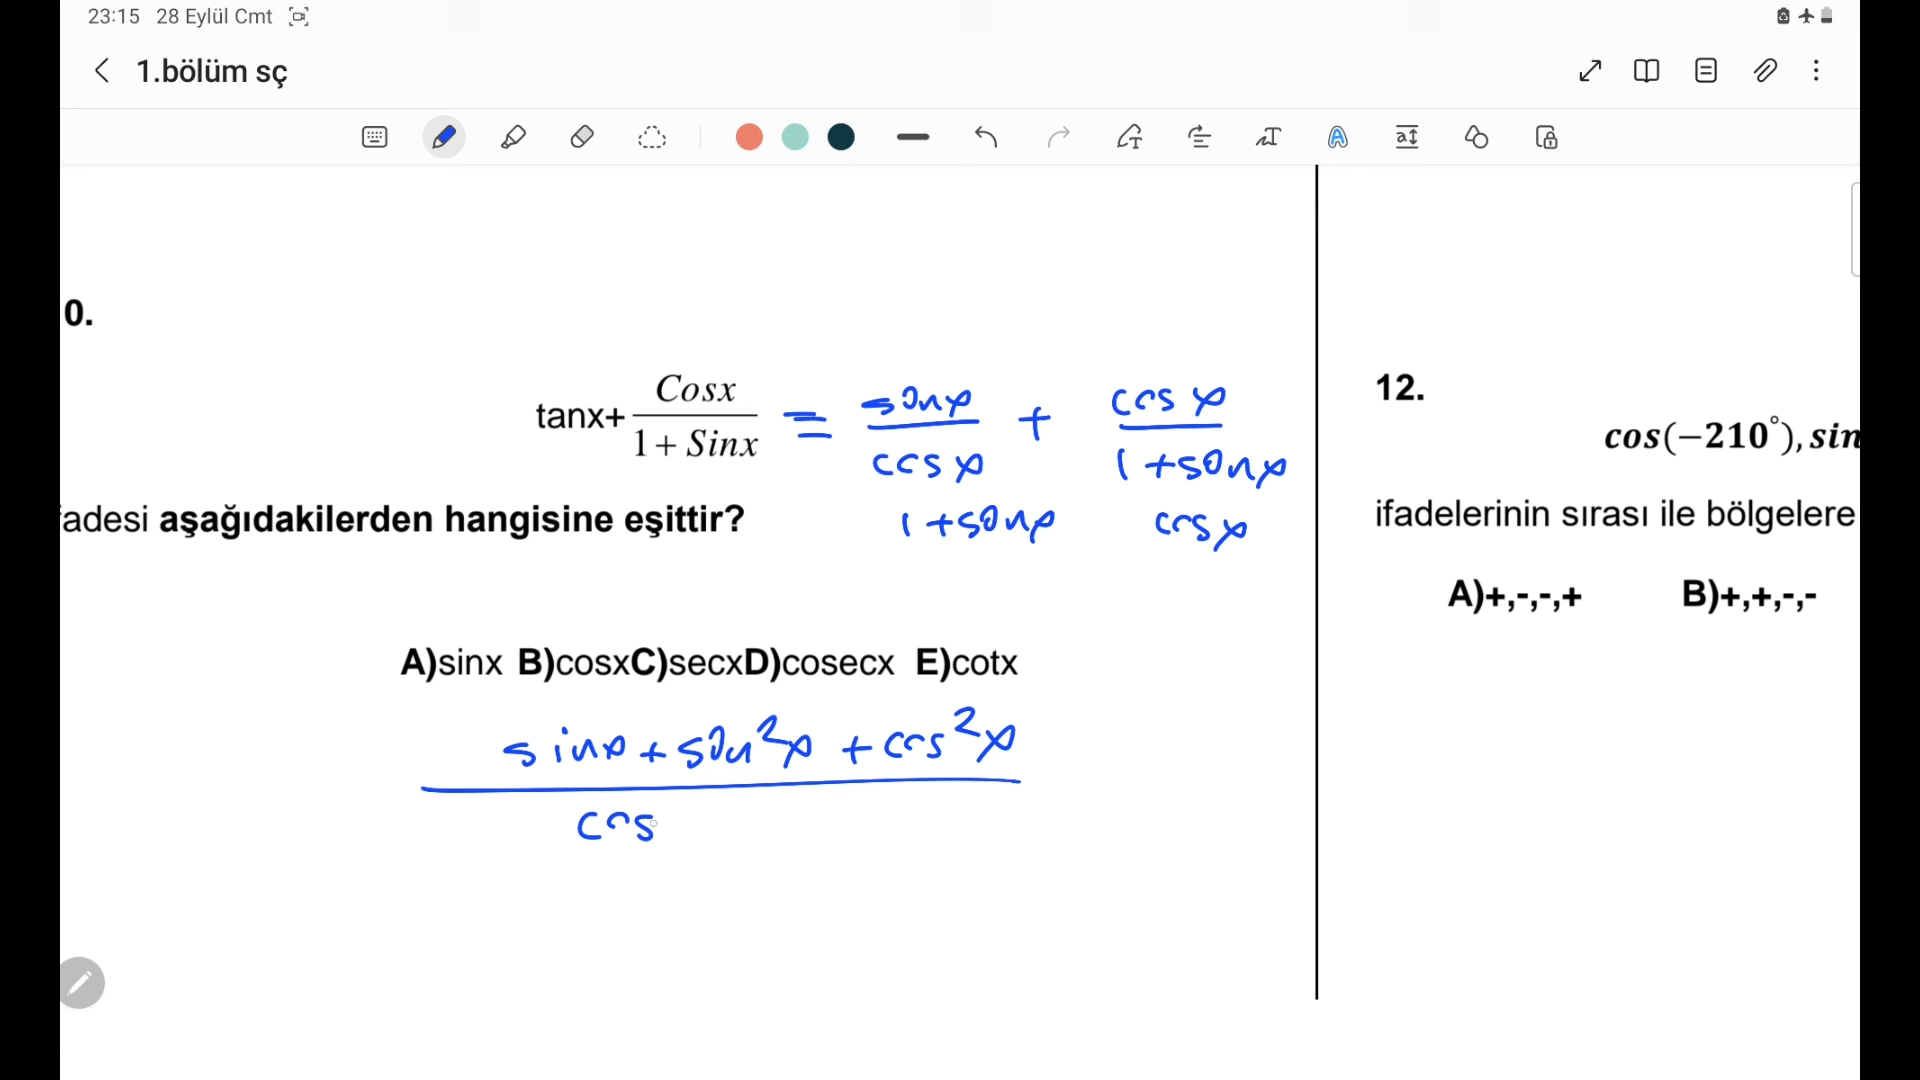 23:15 28 Eylül Cmt
1.bölüm sç
0.
tanx+ Cosx / 1 + Sinx = sinx / cosx + cosx / 1+sinx
1+sinx cosx
fadesi aşağıdakilerden hangisine eşittir?
A)sinx B)cosxC)secxD)cosecx E)cotx
sinx+sin²x + cos²x
cos
12.
cos(−210°), sin
ifadelerinin sırası ile bölgelere
A)+,-,-,+ B)+,+,-,-